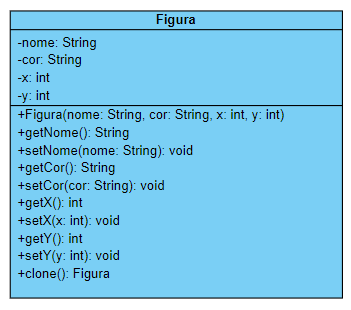 Figura
-nome: String
-cor: String
-x: int
-y: int
+Figura(nome: String, cor: String, x: int, y: int)
+getNome(): String
+setNome(nome: String): void
+getCor(): String
+setCor(cor: String): void
+getX(): int
+setX(x: int): void
+getY(): int
+setY(y: int): void
+clone(): Figura